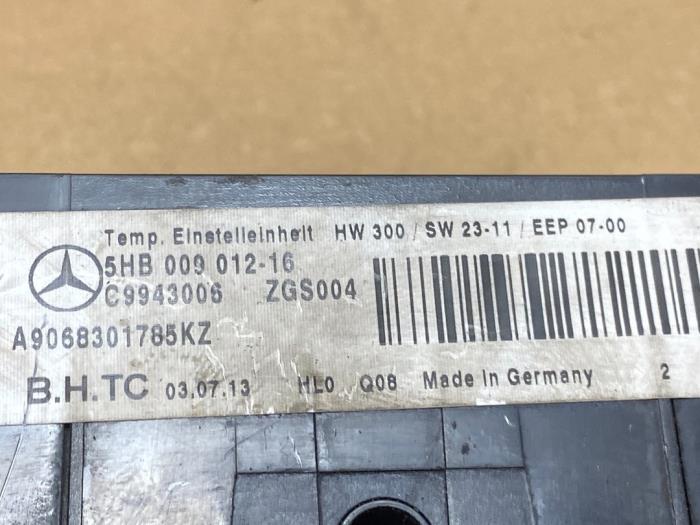 Temp. Einstelleinheit HW 300 / SW 23-11 / EEP 07-00
5HB 009 012-16
C9943006 ZGS004
A9068301785KZ
B.H.TC 03.07.13 HL0 Q08 Made in Germany 2